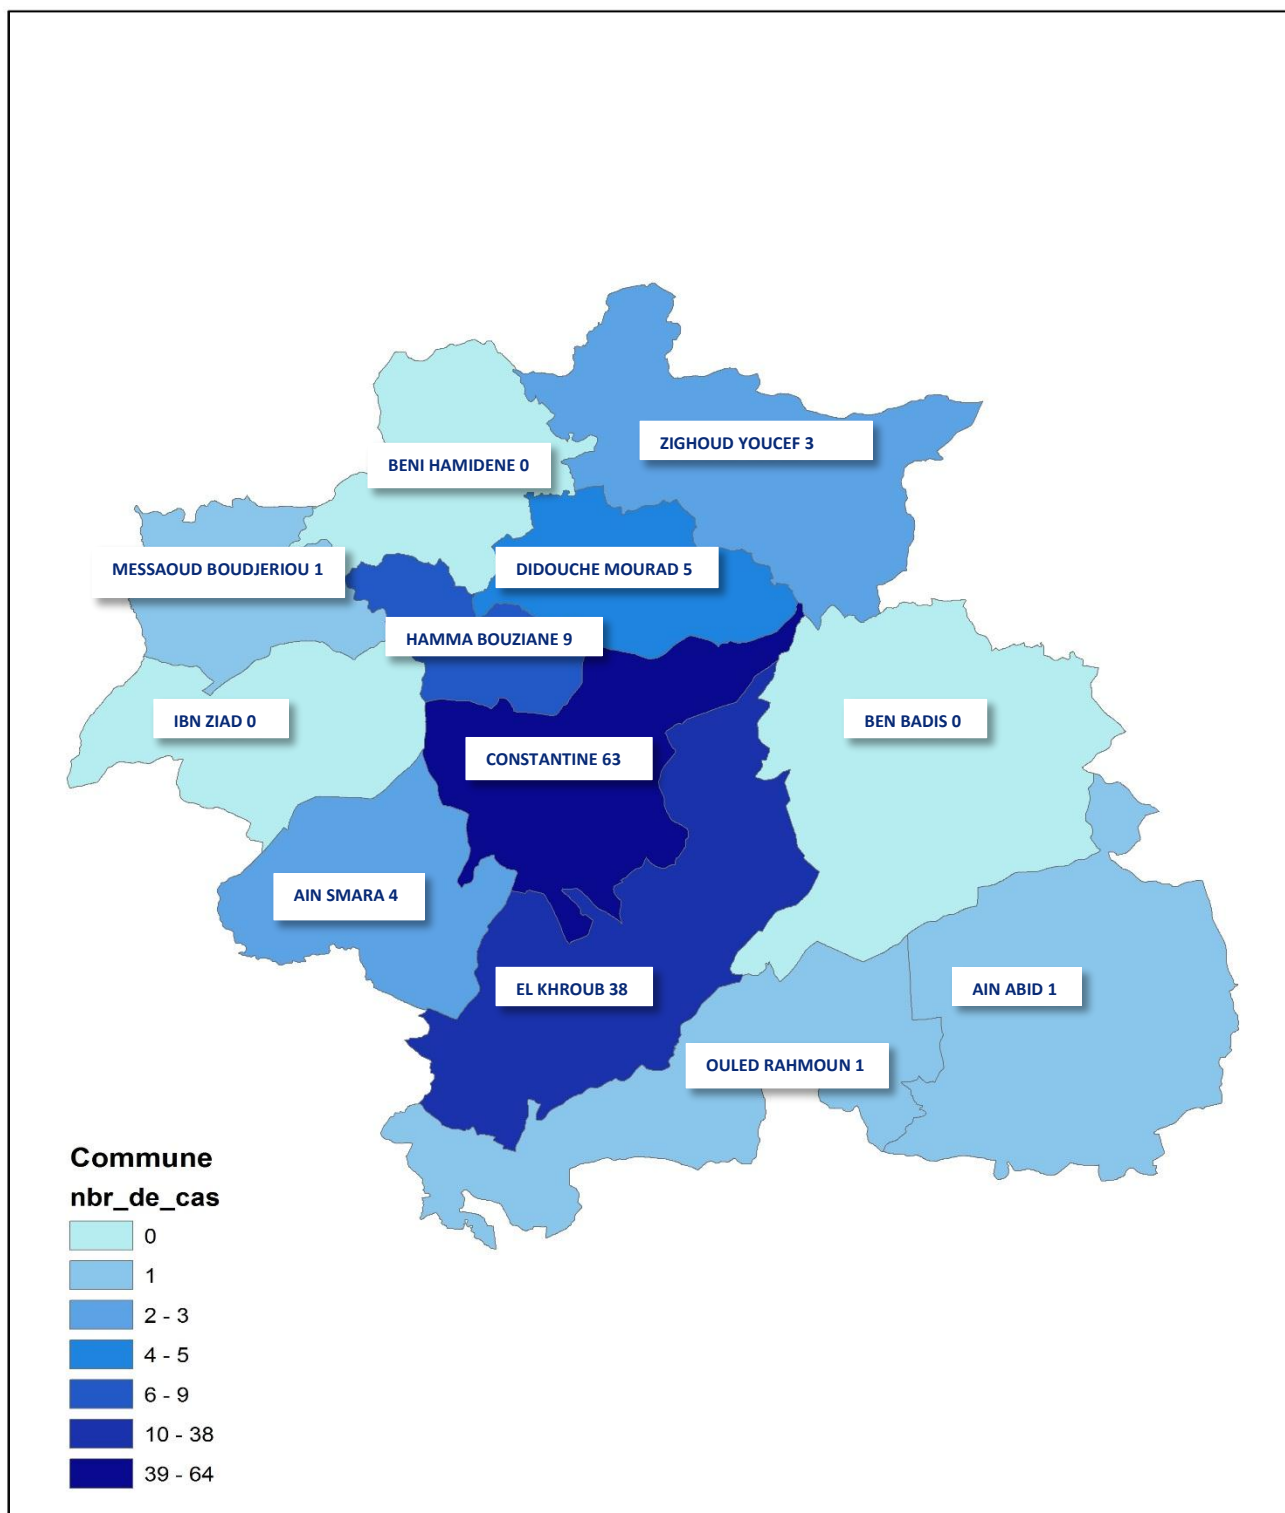 ZIGHOUD YOUCEF 3
BENI HAMIDENE 0
MESSAOUD BOUDJERIOU 1
DIDOUCHE MOURAD 5
HAMMA BOUZIANE 9
IBN ZIAD 0
BEN BADIS 0
CONSTANTINE 63
AIN SMARA 4
EL KHROUB 38
AIN ABID 1
OULED RAHMOUN 1
Commune
nbr_de_cas
0
1
2 - 3
4 - 5
6 - 9
10 - 38
39 - 64